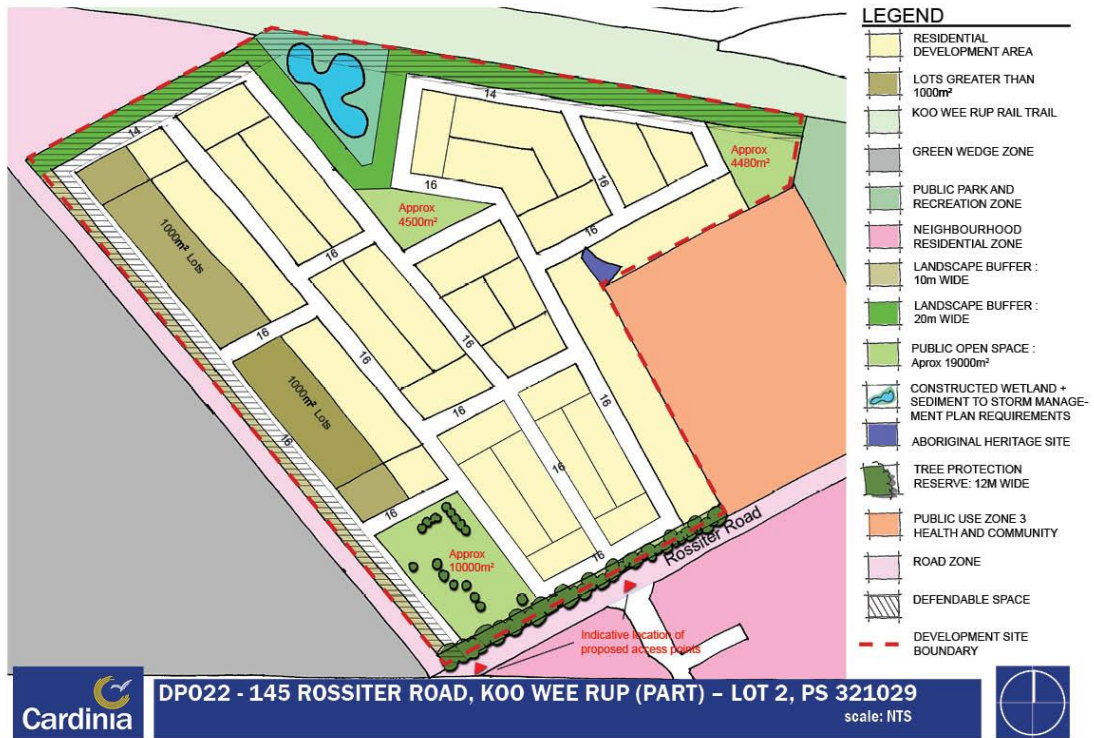 LEGEND
RESIDENTIAL
DEVELOPMENT AREA
LOTS GREATER THAN
1000m²
KOO WEE RUP RAIL TRAIL
GREEN WEDGE ZONE
PUBLIC PARK AND
RECREATION ZONE
NEIGHBOURHOOD
RESIDENTIAL ZONE
LANDSCAPE BUFFER :
10m WIDE
LANDSCAPE BUFFER :
20m WIDE
PUBLIC OPEN SPACE :
Aprox 19000m²
CONSTRUCTED WETLAND +
SEDIMENT TO STORM MANAGE-
MENT PLAN REQUIREMENTS
ABORIGINAL HERITAGE SITE
TREE PROTECTION
RESERVE: 12M WIDE
PUBLIC USE ZONE 3
HEALTH AND COMMUNITY
ROAD ZONE
DEFENDABLE SPACE
DEVELOPMENT SITE
BOUNDARY
14
14
Approx
4480m²
16
16
Approx
4500m²
16
16
1000m² Lots
16
16
16
1000m² Lots
16
16
16
16
16
16
Approx
10000m²
Rossiter Road
Indicative location of
proposed access points
Cardinia
DPO22 - 145 ROSSITER ROAD, KOO WEE RUP (PART) – LOT 2, PS 321029
scale: NTS